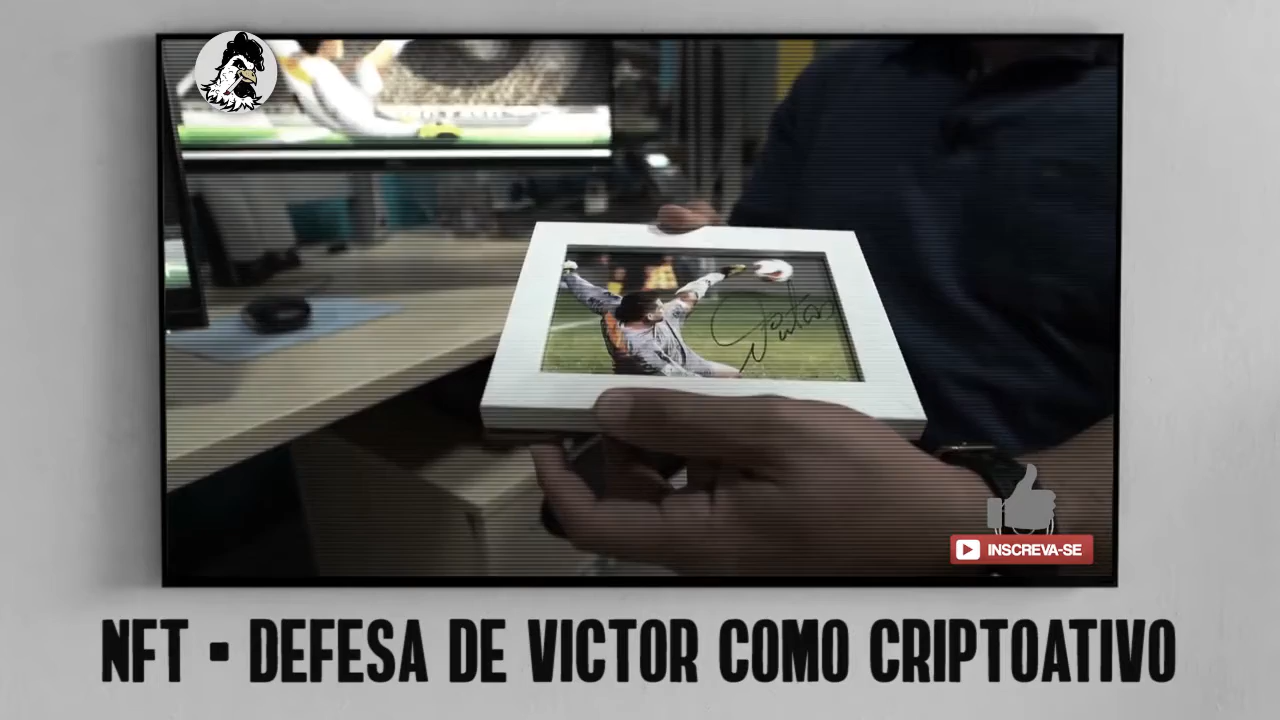 INSCREVA-SE
NFT - DEFESA DE VICTOR COMO CRIPTOATIVO